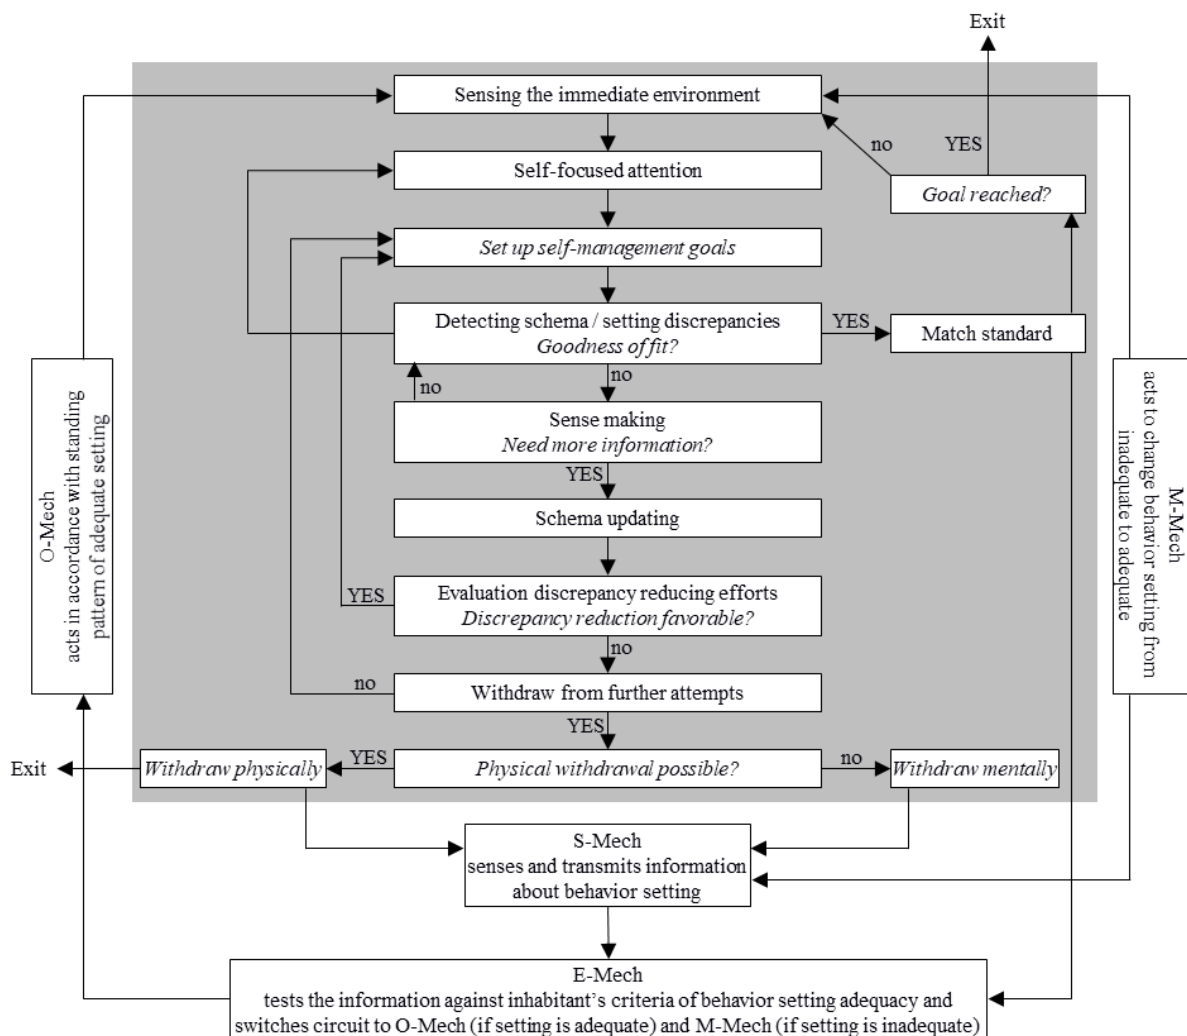 Exit
Sensing the immediate environment
no
YES
Self-focused attention
Goal reached?
Set up self-management goals
Detecting schema / setting discrepancies
Goodness of fit?
YES
Match standard
no
no
Sense making
Need more information?
YES
Schema updating
O-Mech
acts in accordance with standing
pattern of adequate setting
M-Mech
acts to change behavior setting from
inadequate to adequate
YES
Evaluation discrepancy reducing efforts
Discrepancy reduction favorable?
no
no
Withdraw from further attempts
YES
Exit
Withdraw physically
YES
Physical withdrawal possible?
no
Withdraw mentally
S-Mech
senses and transmits information
about behavior setting
E-Mech
tests the information against inhabitant's criteria of behavior setting adequacy and
switches circuit to O-Mech (if setting is adequate) and M-Mech (if setting is inadequate)